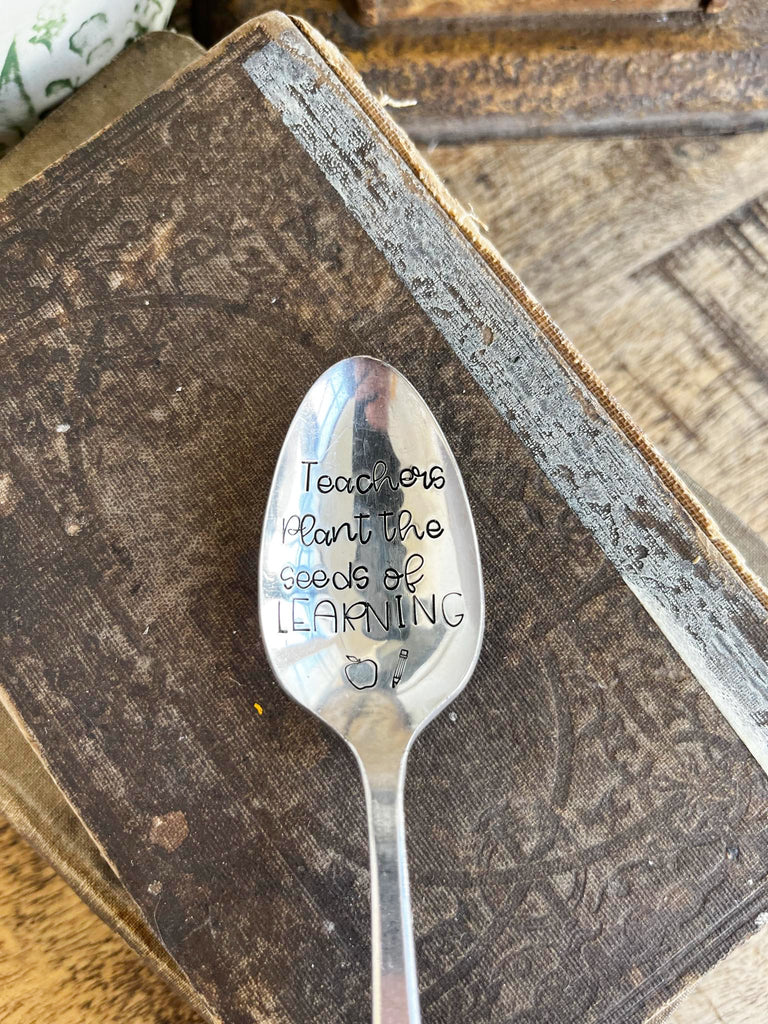 Teachers
plant the
seeds of
LEARNING